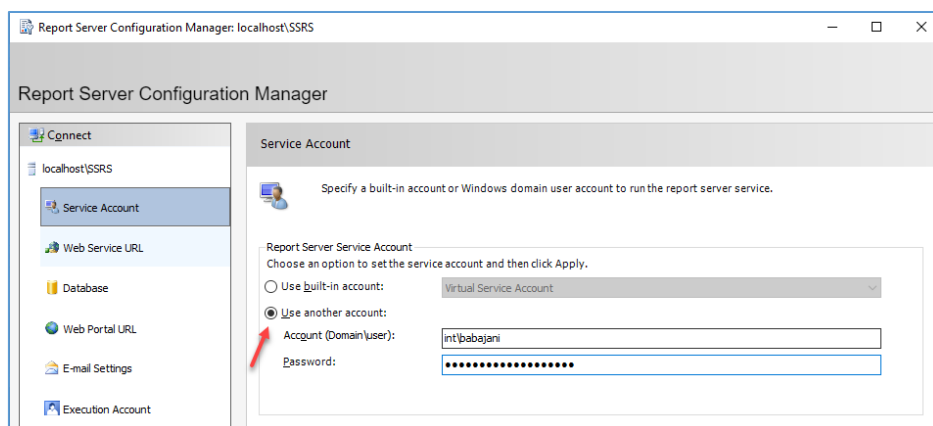 Report Server Configuration Manager: localhost\SSRS
Report Server Configuration Manager
Connect
localhost\SSRS
Service Account
Web Service URL
Database
Web Portal URL
E-mail Settings
Execution Account
Service Account
Specify a built-in account or Windows domain user account to run the report server service.
Report Server Service Account
Choose an option to set the service account and then click Apply.
Use built-in account:
Virtual Service Account
Use another account:
Account (Domain\user):
int\babajani
Password:
•••••••••••••••••••